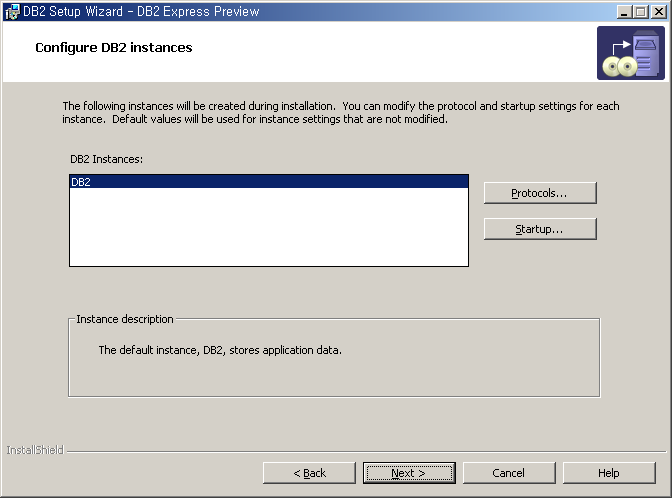 DB2 Setup Wizard - DB2 Express Preview
Configure DB2 instances
The following instances will be created during installation.  You can modify the protocol and startup settings for each
instance.  Default values will be used for instance settings that are not modified.
DB2 Instances:
DB2
Protocols...
Startup...
Instance description
The default instance, DB2, stores application data.
InstallShield
< Back
Next >
Cancel
Help